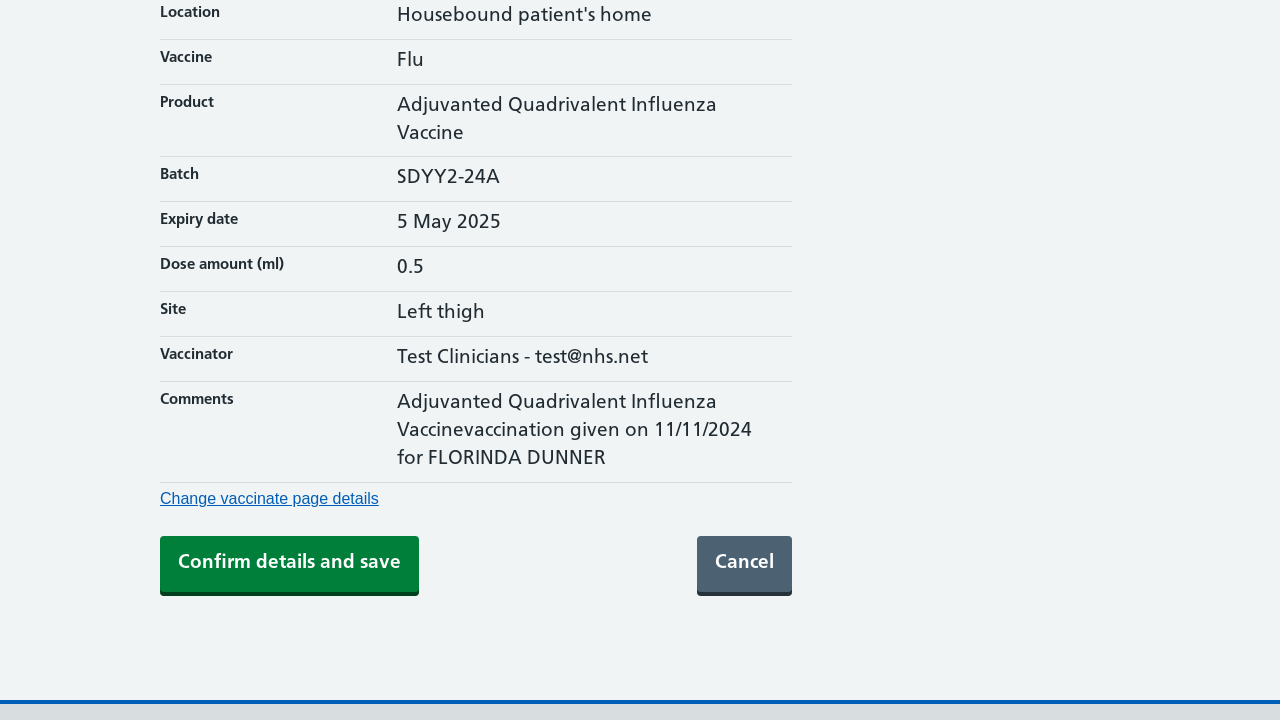 Location Housebound patient's home
Vaccine Flu
Product Adjuvanted Quadrivalent Influenza
Vaccine
Batch SDYY2-24A
Expiry date 5 May 2025
Dose amount (ml) 0.5
Site Left thigh
Vaccinator Test Clinicians - test@nhs.net
Comments Adjuvanted Quadrivalent Influenza
Vaccinevaccination given on 11/11/2024
for FLORINDA DUNNER
Change vaccinate page details
Confirm details and save Cancel